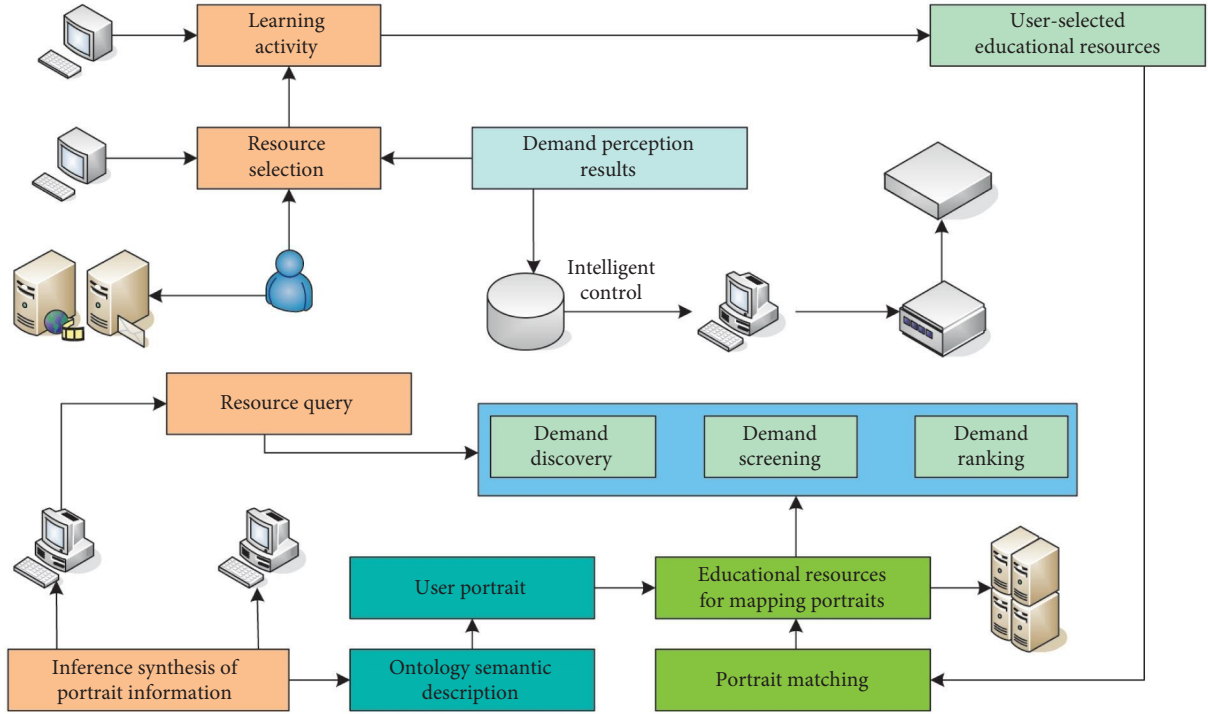 Learning
activity
User-selected
educational resources
Resource
selection
Demand perception
results
Intelligent
control
Resource query
Demand
discovery
Demand
screening
Demand
ranking
User portrait
Educational resources
for mapping portraits
Inference synthesis of
portrait information
Ontology semantic
description
Portrait matching